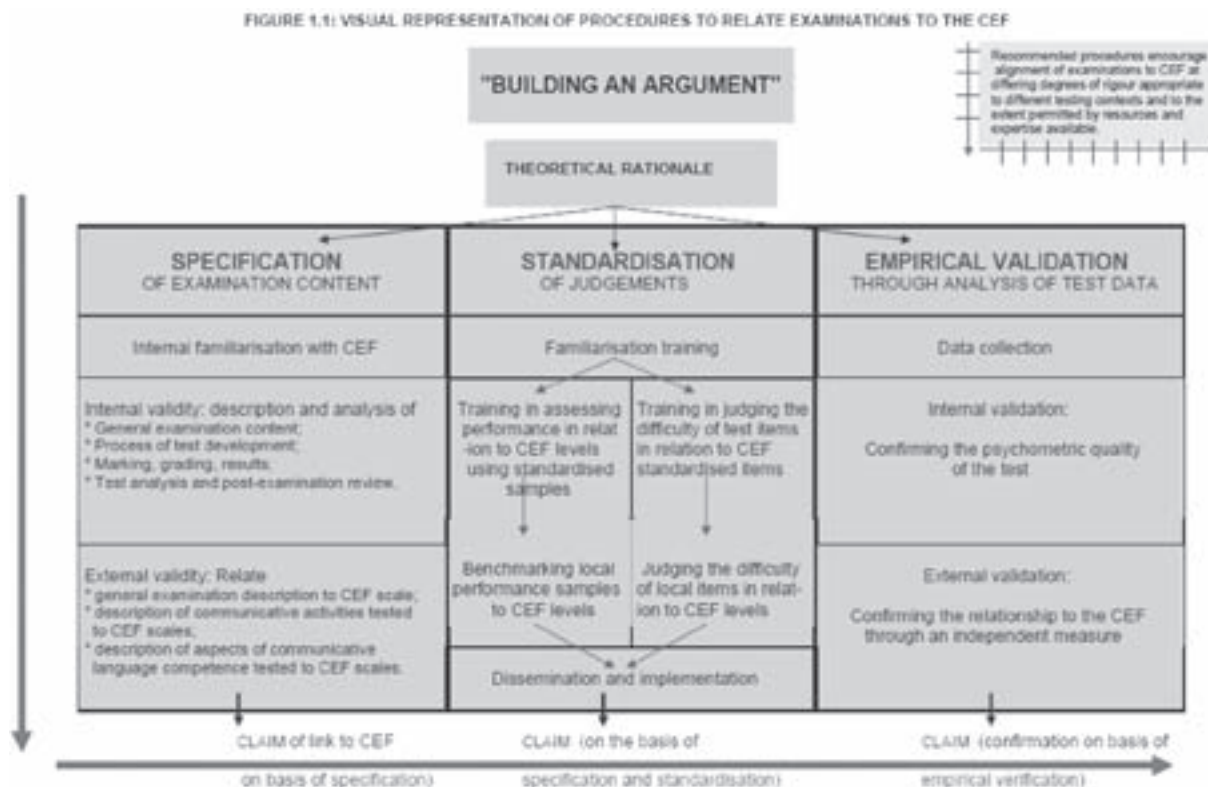 FIGURE 1.1: VISUAL REPRESENTATION OF PROCEDURES TO RELATE EXAMINATIONS TO THE CEF
"BUILDING AN ARGUMENT"
Recommended procedures encourage
alignment of examinations to CEF at
differing degrees of rigour appropriate
to different testing contexts and to the
extent permitted by resources and
expertise available.
THEORETICAL RATIONALE
SPECIFICATION
OF EXAMINATION CONTENT
STANDARDISATION
OF JUDGEMENTS
EMPIRICAL VALIDATION
THROUGH ANALYSIS OF TEST DATA
Internal familiarisation with CEF
Familiarisation training
Data collection
Internal validity: description and analysis of
* General examination content;
* Process of test development;
* Marking, grading, results.
* Test analysis and post-examination review.
Training in assessing
performance in relat
-ion to CEF levels
using standardised
samples
Training in judging the
difficulty of test items
in relation to CEF
standardised items
Internal validation:
Confirming the psychometric quality
of the test
External validity: Relate
* general examination description to CEF scale;
* description of communicative activities tested
to CEF scales;
* description of aspects of communicative
language competence tested to CEF scales.
Benchmarking local
performance samples
to CEF levels
Judging the difficulty
of local items in relat-
ion to CEF levels
External validation:
Confirming the relationship to the CEF
through an independent measure
Dissemination and implementation
CLAIM of link to CEF
on basis of specification)
CLAIM (on the basis of
specification and standardisation)
CLAIM (confirmation on basis of
empirical verification)